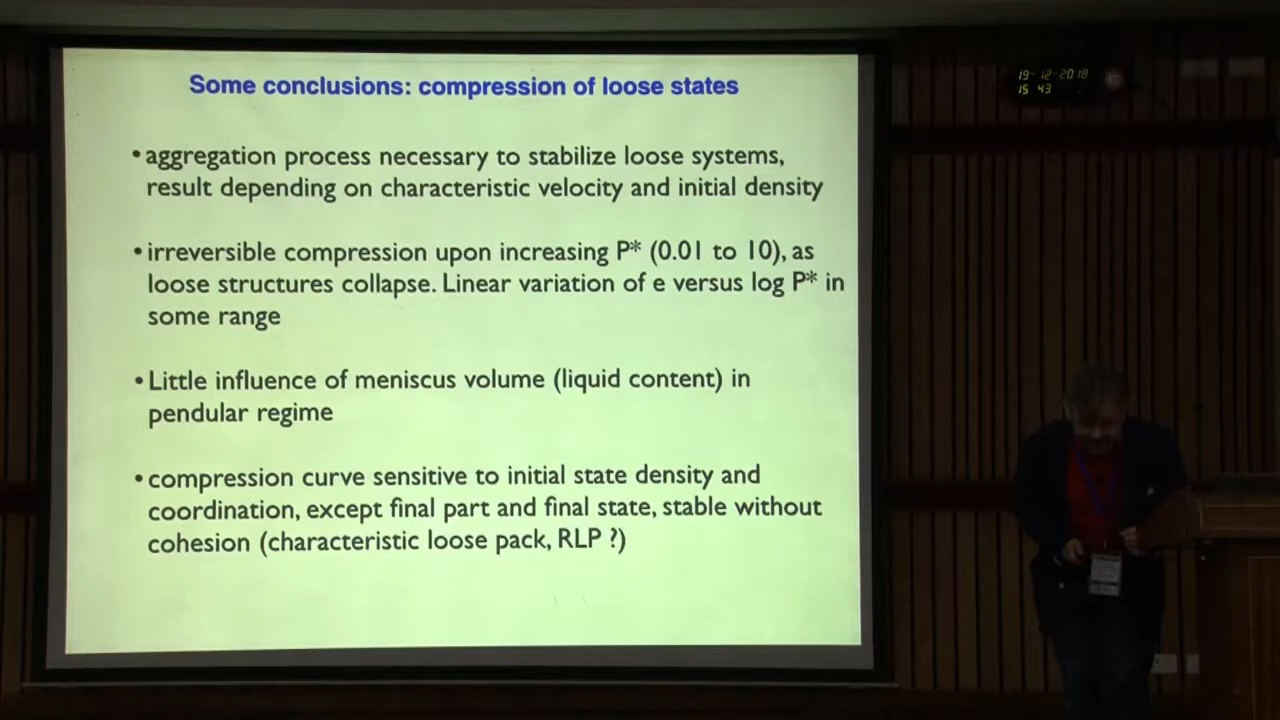 Some conclusions: compression of loose states
• aggregation process necessary to stabilize loose systems,
result depending on characteristic velocity and initial density
• irreversible compression upon increasing P* (0.01 to 10), as
loose structures collapse. Linear variation of e versus log P* in
some range
• Little influence of meniscus volume (liquid content) in
pendular regime
• compression curve sensitive to initial state density and
coordination, except final part and final state, stable without
cohesion (characteristic loose pack, RLP ?)
19-12-2018
15 43